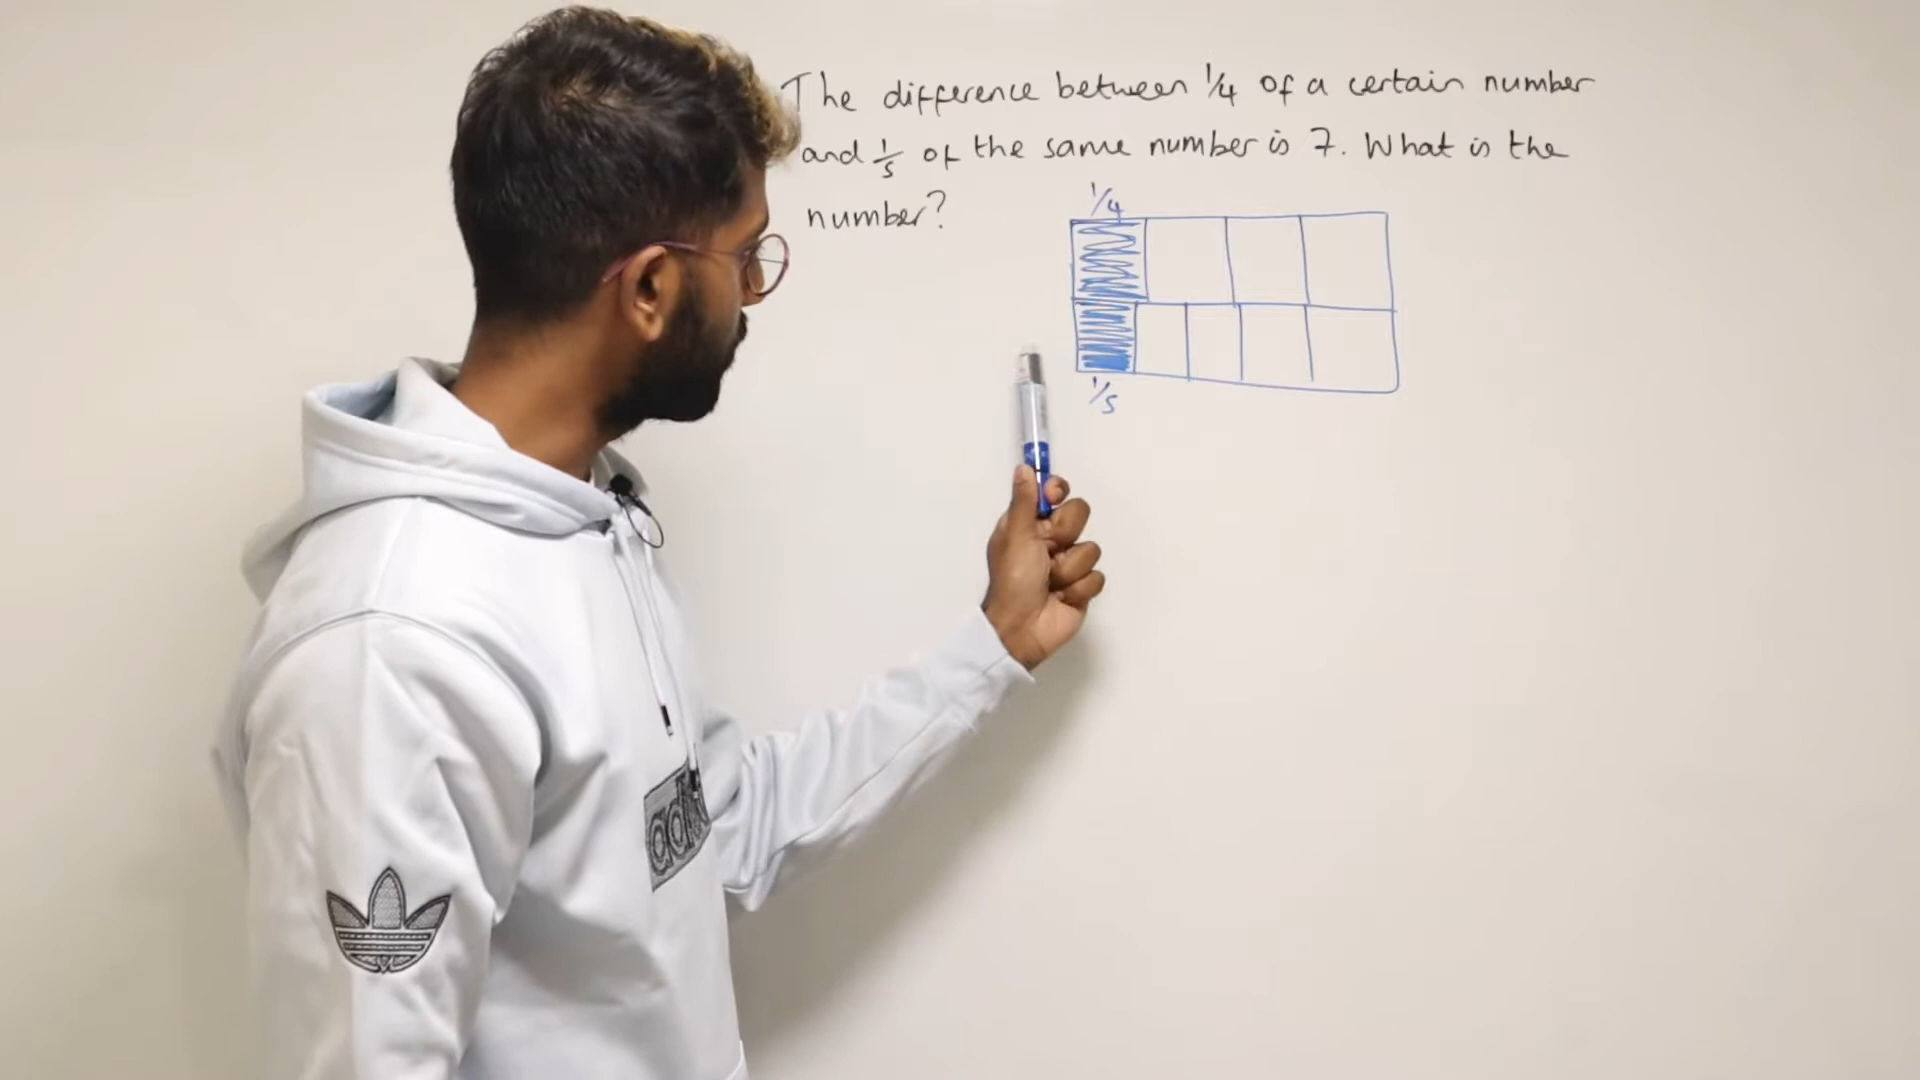 The difference between 1/4 of a certain number
and 1/5 of the same number is 7. What is the
number?
1/4
1/5
adi